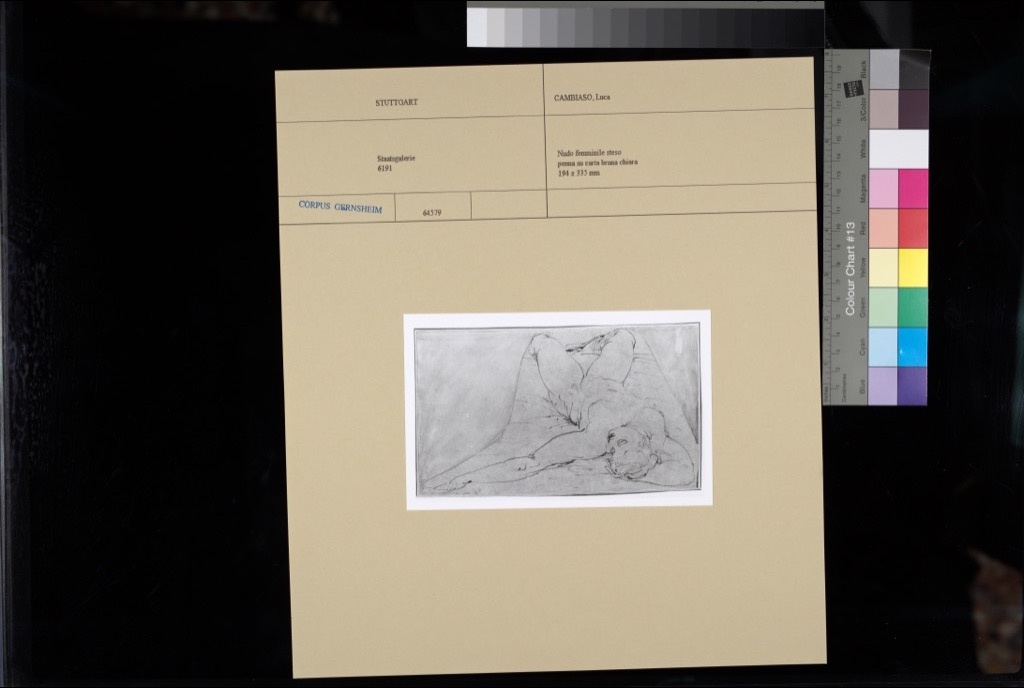 STUTTGART
CAMBIASO, Luca
Staatsgalerie
6191
Nudo femminile steso
penna su carta bruna chiara
194 x 335 mm
CORPUS GERNSHEIM
64579
Colour Chart #13
Blue
Cyan
Green
Yellow
Red
Magenta
White
3/Color
Black